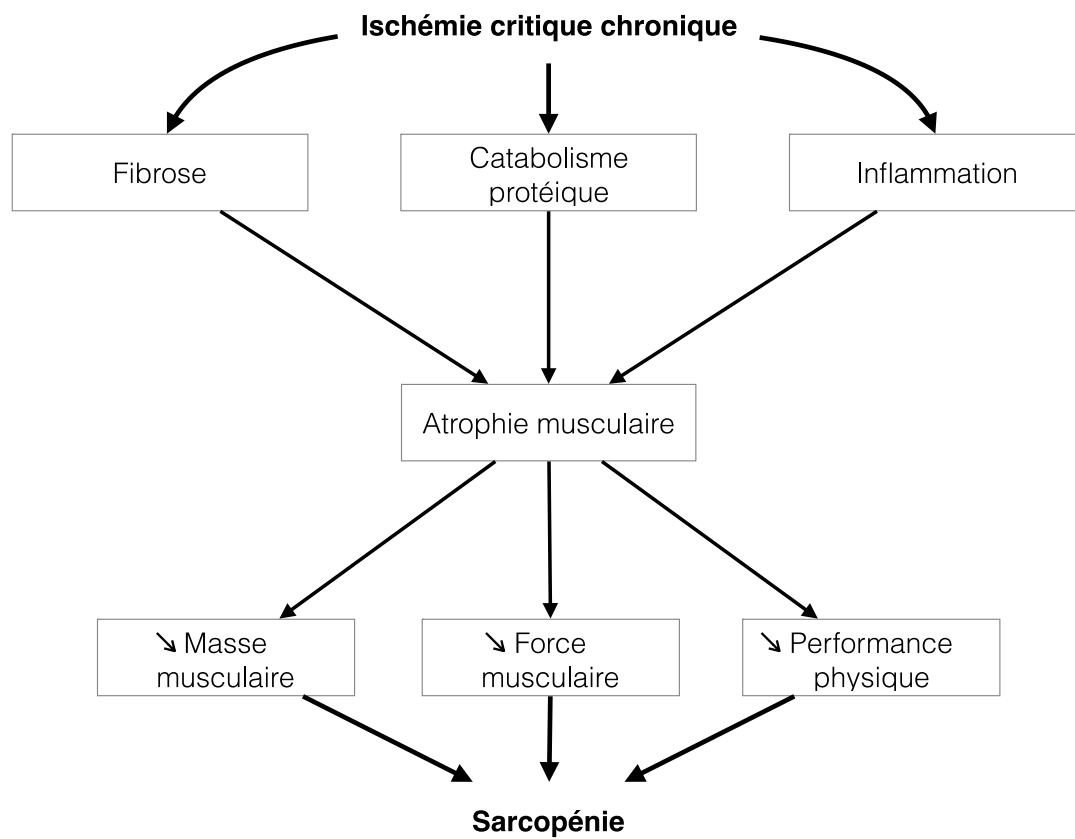 Ischémie critique chronique
Fibrose
Catabolisme
protéique
Inflammation
Atrophie musculaire
↘ Masse
musculaire
↘ Force
musculaire
↘ Performance
physique
Sarcopénie